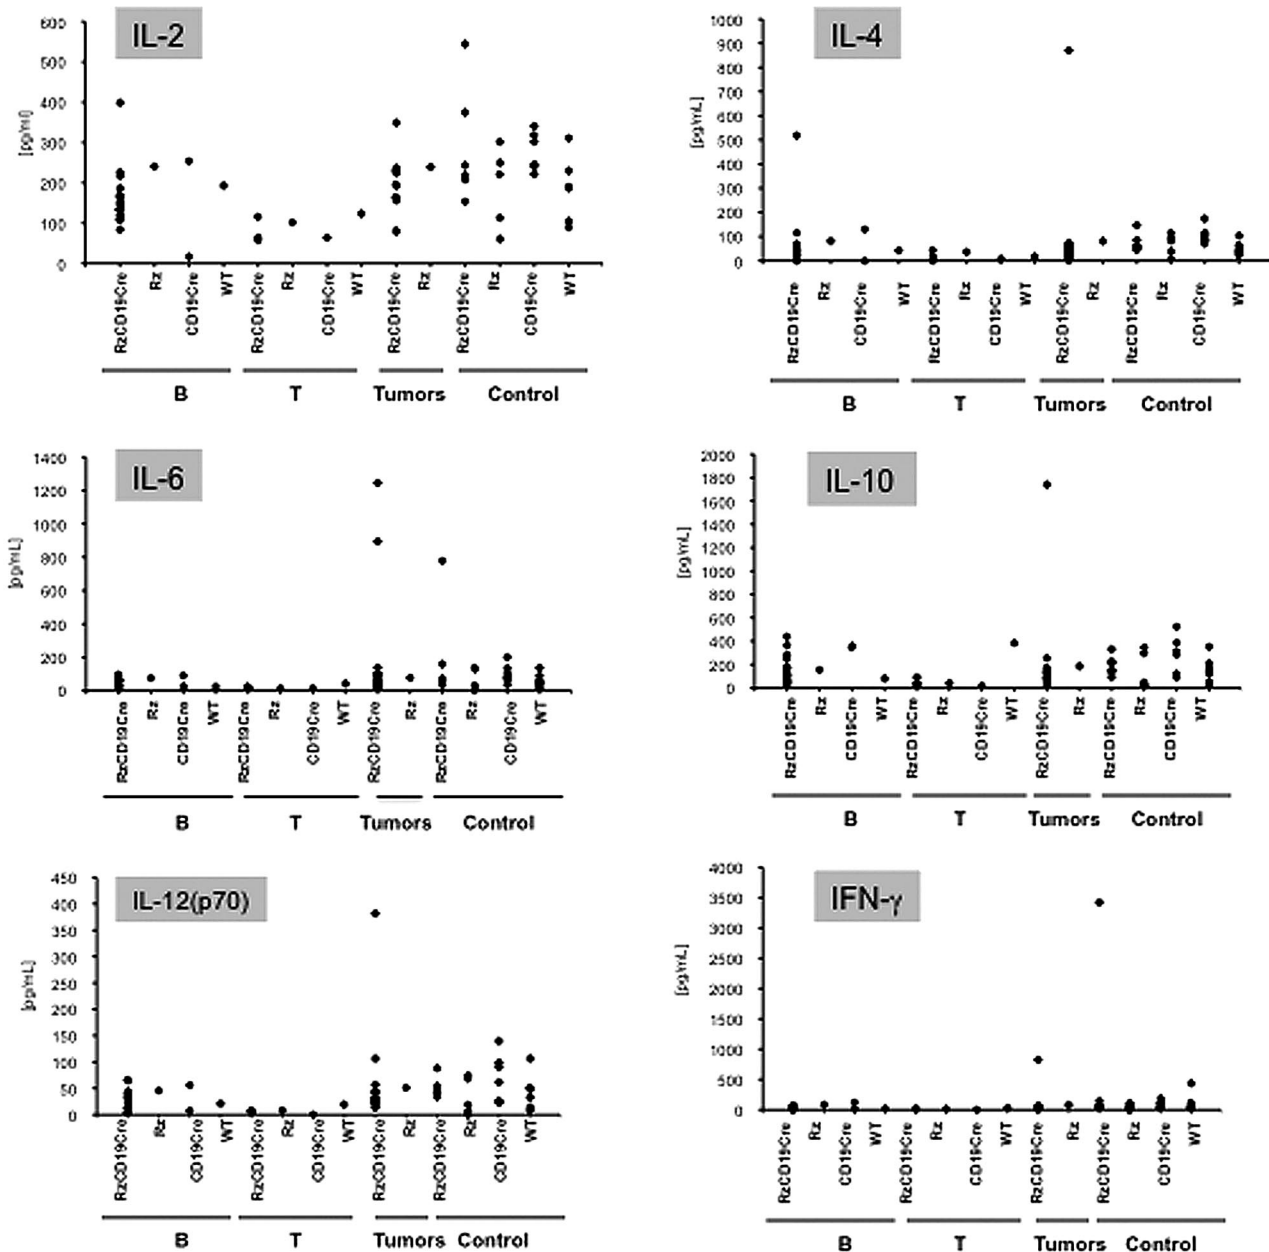 IL-2
[pg/ml]
600
500
400
300
200
100
0
RzCD19Cre Rz CD19Cre WT RzCD19Cre Rz CD19Cre WT RzCD19Cre Rz RzCD19Cre Rz CD19Cre WT
B T Tumors Control
IL-4
[pg/mL]
1000
900
800
700
600
500
400
300
200
100
0
RzCD19Cre Rz CD19Cre WT RzCD19Cre Rz CD19Cre WT RzCD19Cre Rz RzCD19Cre Rz CD19Cre WT
B T Tumors Control
IL-6
[pg/mL]
1400
1200
1000
800
600
400
200
0
RzCD19Cre Rz CD19Cre WT RzCD19Cre Rz CD19Cre WT RzCD19Cre Rz RzCD19Cre Rz CD19Cre WT
B T Tumors Control
IL-10
[pg/mL]
2000
1800
1600
1400
1200
1000
800
600
400
200
0
RzCD19Cre Rz CD19Cre WT RzCD19Cre Rz CD19Cre WT RzCD19Cre Rz RzCD19Cre Rz CD19Cre WT
B T Tumors Control
IL-12(p70)
[pg/mL]
450
400
350
300
250
200
150
100
50
0
RzCD19Cre Rz CD19Cre WT RzCD19Cre Rz CD19Cre WT RzCD19Cre Rz RzCD19Cre Rz CD19Cre WT
B T Tumors Control
IFN-γ
[pg/mL]
4000
3500
3000
2500
2000
1500
1000
500
0
RzCD19Cre Rz CD19Cre WT RzCD19Cre Rz CD19Cre WT RzCD19Cre Rz RzCD19Cre Rz CD19Cre WT
B T Tumors Control